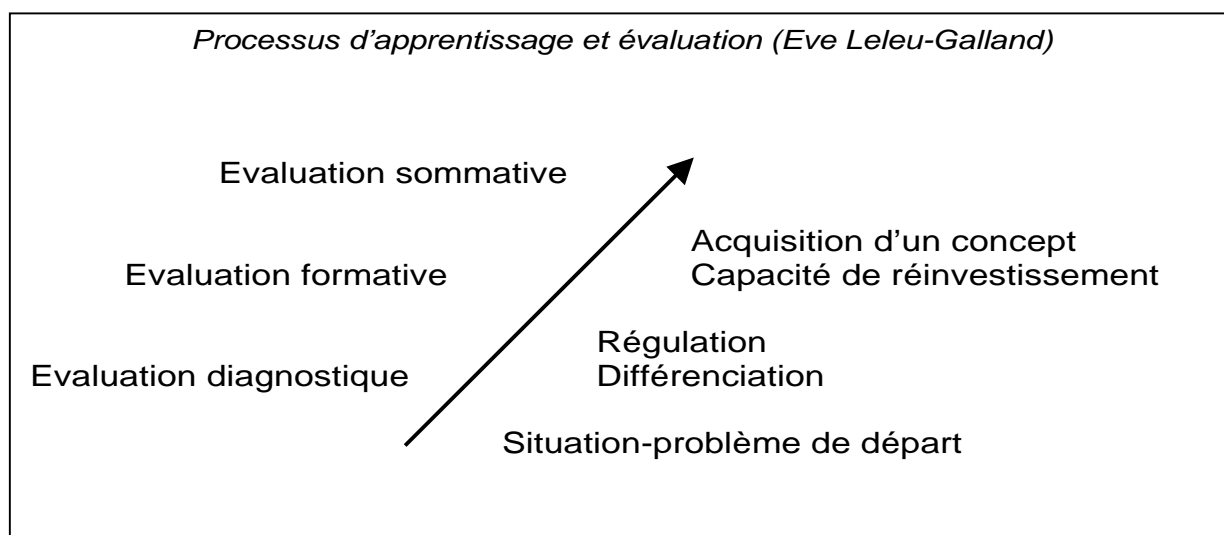 Processus d’apprentissage et évaluation (Eve Leleu-Galland)
Evaluation sommative
Acquisition d’un concept
Evaluation formative
Capacité de réinvestissement
Régulation
Evaluation diagnostique
Différenciation
Situation-problème de départ